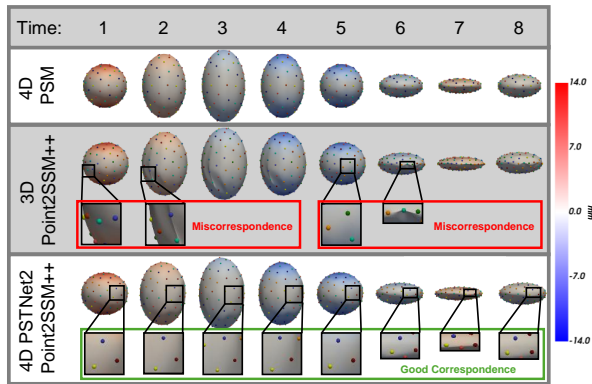 Time: 1 2 3 4 5 6 7 8
4D
PSM
3D
Point2SSM++
Miscorrespondence
Miscorrespondence
4D PSTNet2
Point2SSM++
Good Correspondence
14.0
7.0
0.0
mm
-7.0
-14.0